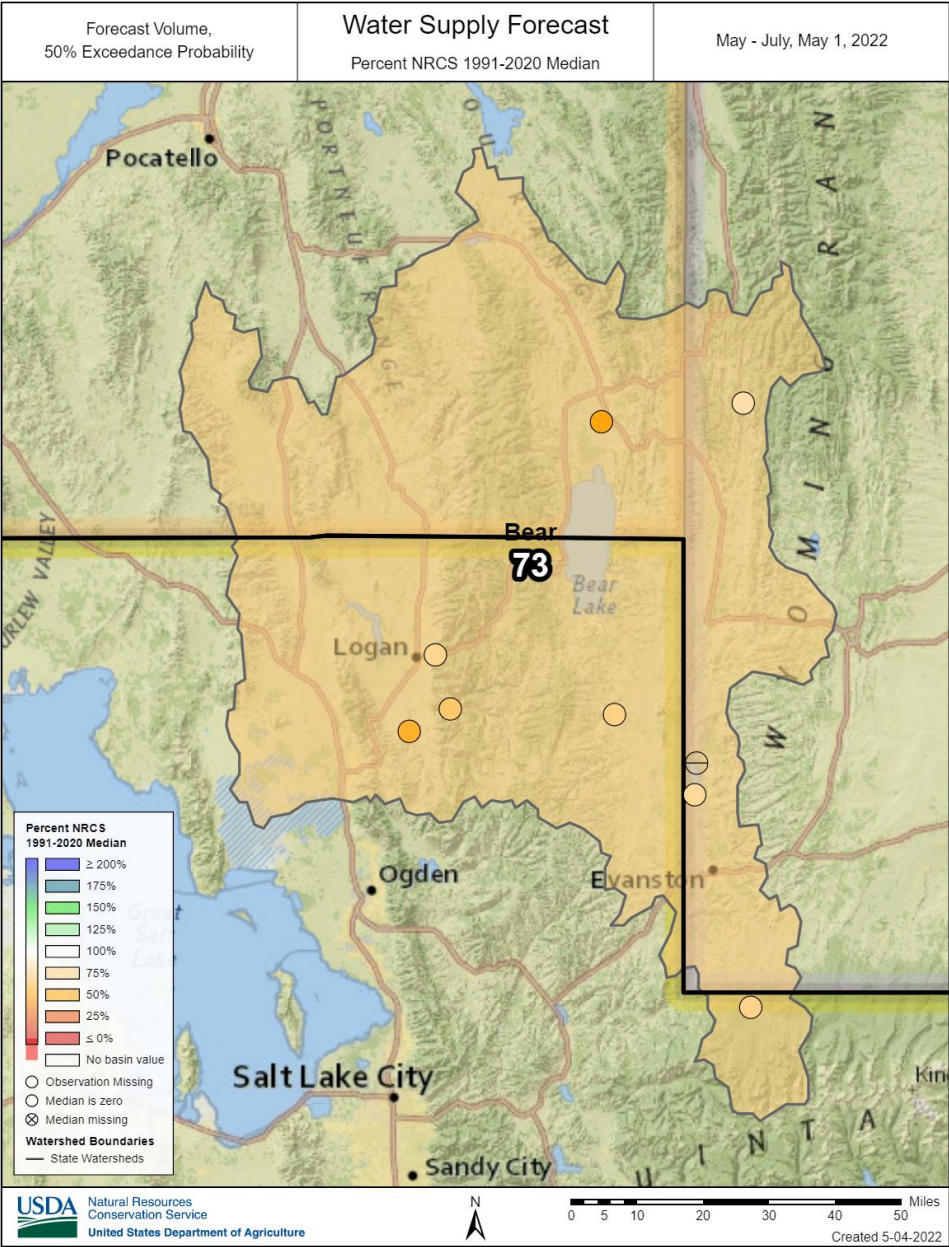 Forecast Volume,
50% Exceedance Probability
Water Supply Forecast
Percent NRCS 1991-2020 Median
May - July, May 1, 2022
Pocatello
PORTNEUF RANGE
WYOMING RAN
Bear
73
Bear
Lake
URLEW VALLEY
Logan
Ogden
Evanston
Great
Salt
Lake
Salt Lake City
Sandy City
UINTA
Kin
Percent NRCS
1991-2020 Median
≥ 200%
175%
150%
125%
100%
75%
50%
25%
≤ 0%
No basin value
Observation Missing
Median is zero
Median missing
Watershed Boundaries
State Watersheds
USDA
Natural Resources
Conservation Service
United States Department of Agriculture
N
0 5 10 20 30 40 50 Miles
Created 5-04-2022